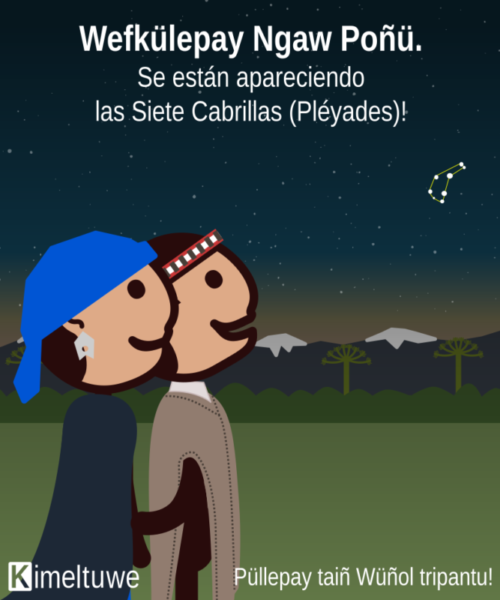 Wefkülepay Ngaw Poñü.
Se están apareciendo
las Siete Cabrillas (Pléyades)!
Kimeltuwe
Püllepay taiñ Wüñol tripantu!